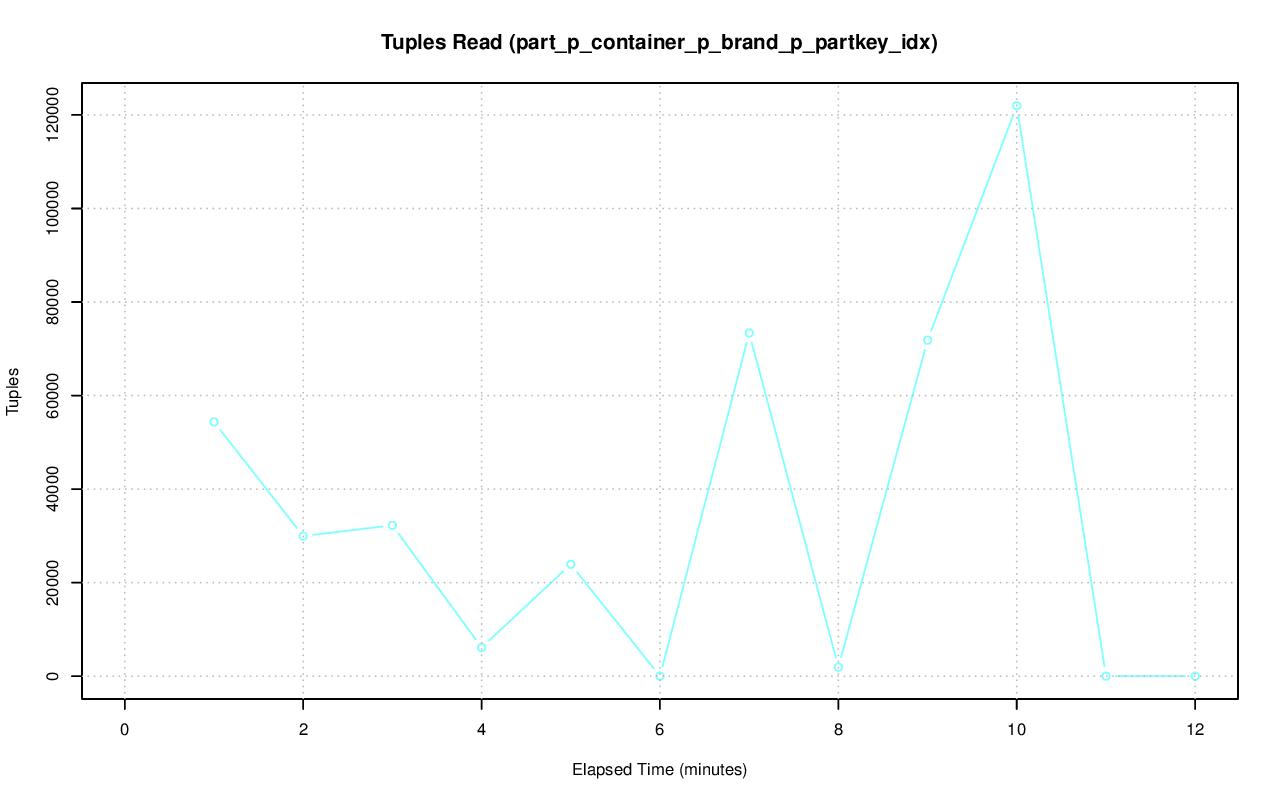 Tuples Read (part_p_container_p_brand_p_partkey_idx)
120000
100000
80000
60000
40000
20000
0
Tuples
0 2 4 6 8 10 12
Elapsed Time (minutes)